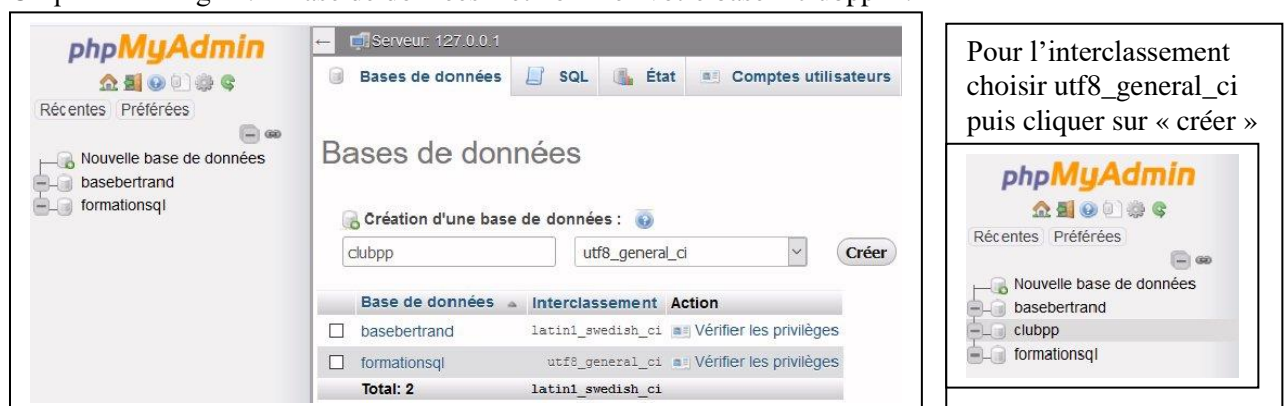 phpMyAdmin
Récentes Préférées
Nouvelle base de données
basebertrand
formationsql
Serveur: 127.0.0.1
Bases de données SQL État Comptes utilisateurs
Bases de données
Création d'une base de données :
clubpp utf8_general_ci Créer
Base de données Interclassement Action
basebertrand latin1_swedish_ci Vérifier les privilèges
formationsql utf8_general_ci Vérifier les privilèges
Total: 2 latin1_swedish_ci
Pour l’interclassement
choisir utf8_general_ci
puis cliquer sur « créer »
phpMyAdmin
Récentes Préférées
Nouvelle base de données
basebertrand
clubpp
formationsql